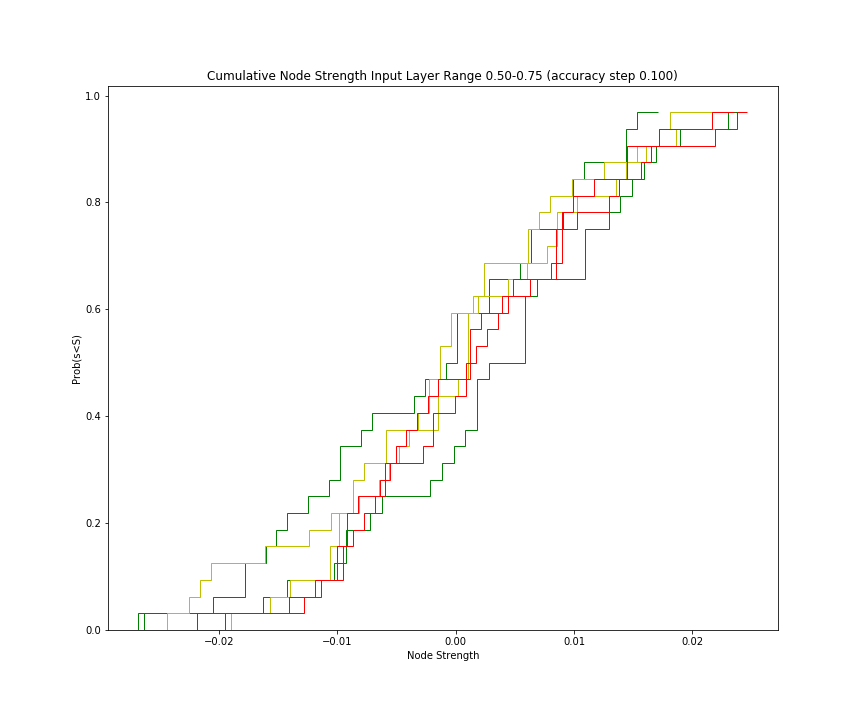 Cumulative Node Strength Input Layer Range 0.50-0.75 (accuracy step 0.100)
1.0
0.8
0.6
0.4
0.2
0.0
Prob(s<S)
−0.02 −0.01 0.00 0.01 0.02
Node Strength